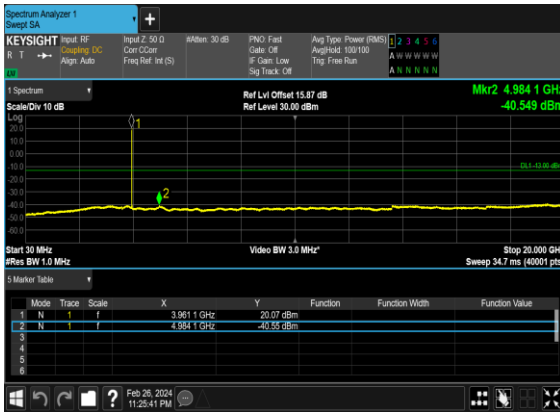 Spectrum Analyzer 1
Swept SA
+
KEYSIGHT
R T
Input: RF
Coupling: DC
Align: Auto
Input Z: 50 Ω
Corr CCorr
Freq Ref: Int (S)
#Atten: 30 dB
PNO: Fast
Gate: Off
IF Gain: Low
Sig Track: Off
Avg Type: Power (RMS)
Avg|Hold: 100/100
Trig: Free Run
1 2 3 4 5 6
A W W W W W
A N N N N N
1 Spectrum
Scale/Div 10 dB
Ref Lvl Offset 15.87 dB
Ref Level 30.00 dBm
Mkr2 4.984 1 GHz
-40.549 dBm
Log
20.0
10.0
0.00
-10.0
-20.0
-30.0
-40.0
-50.0
-60.0
1
2
DL1 -13.00 dBm
Start 30 MHz
#Res BW 1.0 MHz
Video BW 3.0 MHz*
Stop 20.000 GHz
Sweep 34.7 ms (40001 pts)
5 Marker Table
Mode Trace Scale X Y Function Function Width Function Value
1 N 1 f 3.961 1 GHz 20.07 dBm
2 N 1 f 4.984 1 GHz -40.55 dBm
3
4
5
6
?
Feb 26, 2024
11:25:41 PM